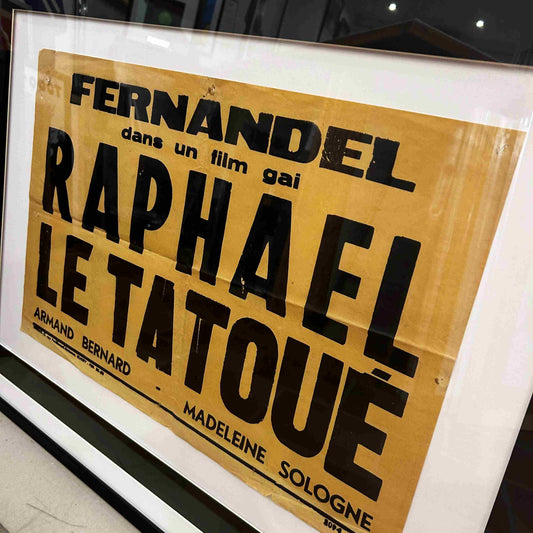 FERNANDEL
dans un film gai
RAPHAEL
LE TATOUÉ
ARMAND BERNARD - MADELEINE SOLOGNE